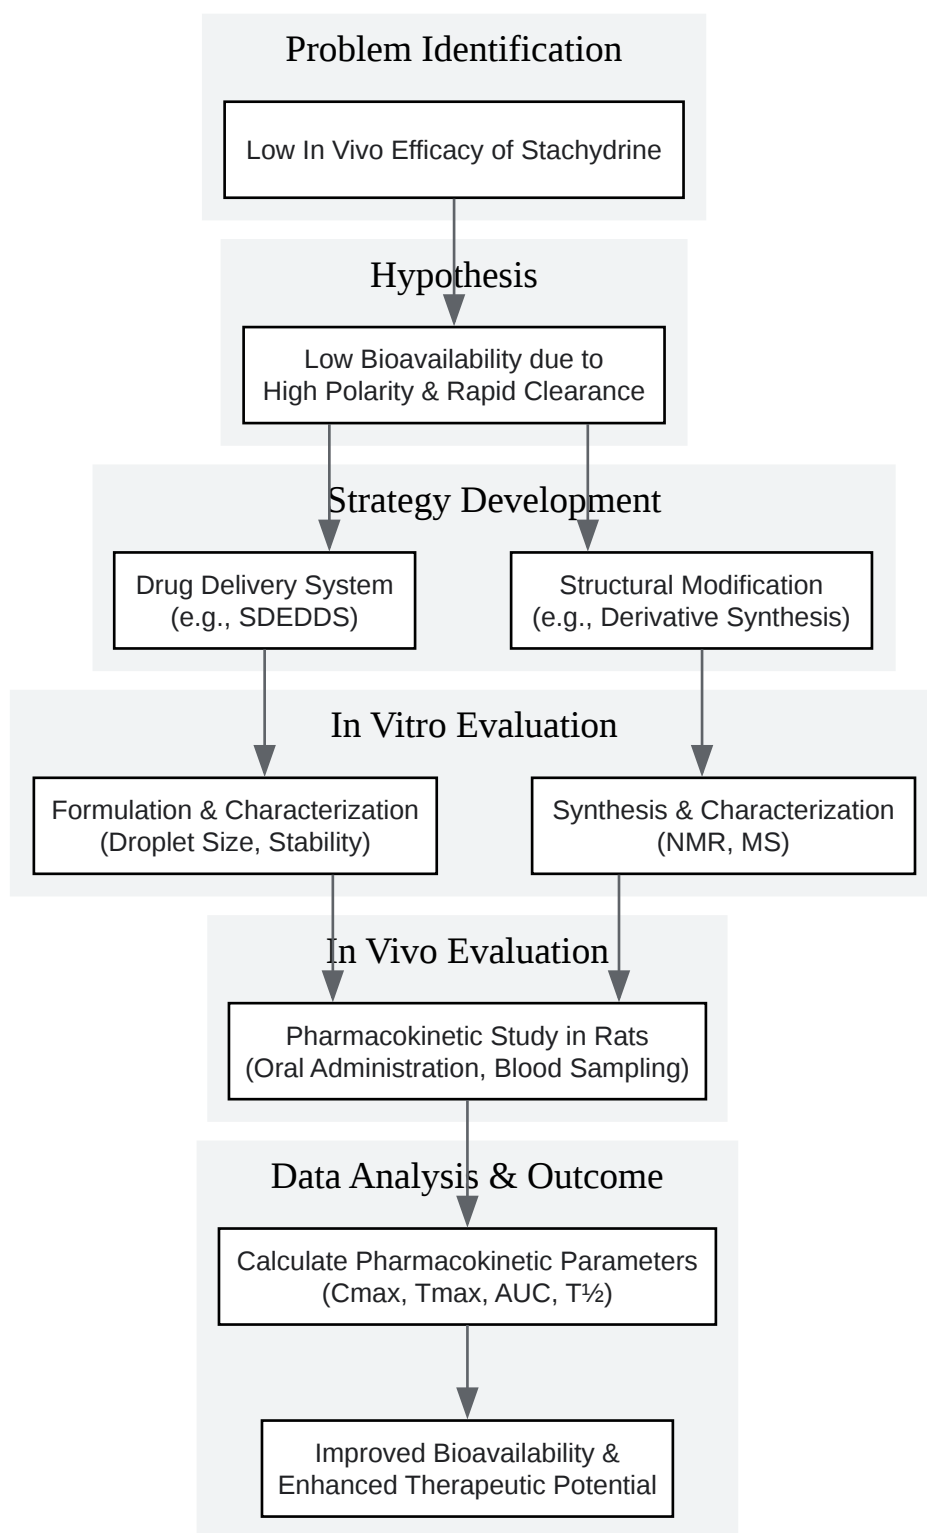 Problem Identification
Low In Vivo Efficacy of Stachydrine
Hypothesis
Low Bioavailability due to
High Polarity & Rapid Clearance
Strategy Development
Drug Delivery System
(e.g., SDEDDS)
Structural Modification
(e.g., Derivative Synthesis)
In Vitro Evaluation
Formulation & Characterization
(Droplet Size, Stability)
Synthesis & Characterization
(NMR, MS)
In Vivo Evaluation
Pharmacokinetic Study in Rats
(Oral Administration, Blood Sampling)
Data Analysis & Outcome
Calculate Pharmacokinetic Parameters
(Cmax, Tmax, AUC, T½)
Improved Bioavailability &
Enhanced Therapeutic Potential